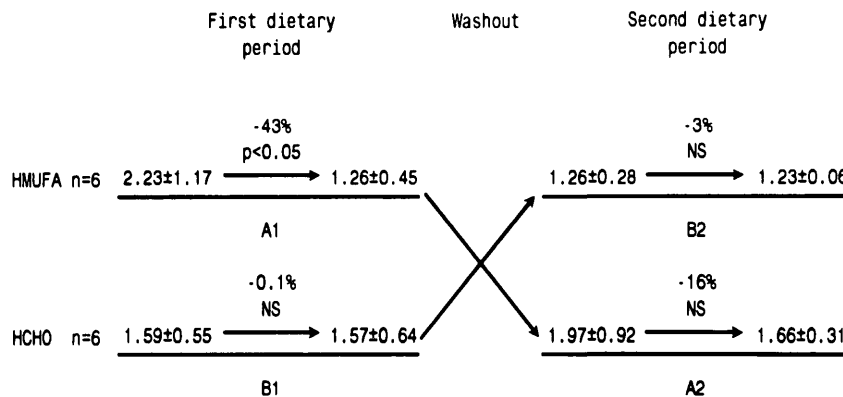 First dietary period
Washout
Second dietary period
-43%
p<0.05
HMUFA n=6 2.23±1.17 1.26±0.45
A1
-3%
NS
1.26±0.28 1.23±0.06
B2
-0.1%
NS
HCHO n=6 1.59±0.55 1.57±0.64
B1
-16%
NS
1.97±0.92 1.66±0.31
A2